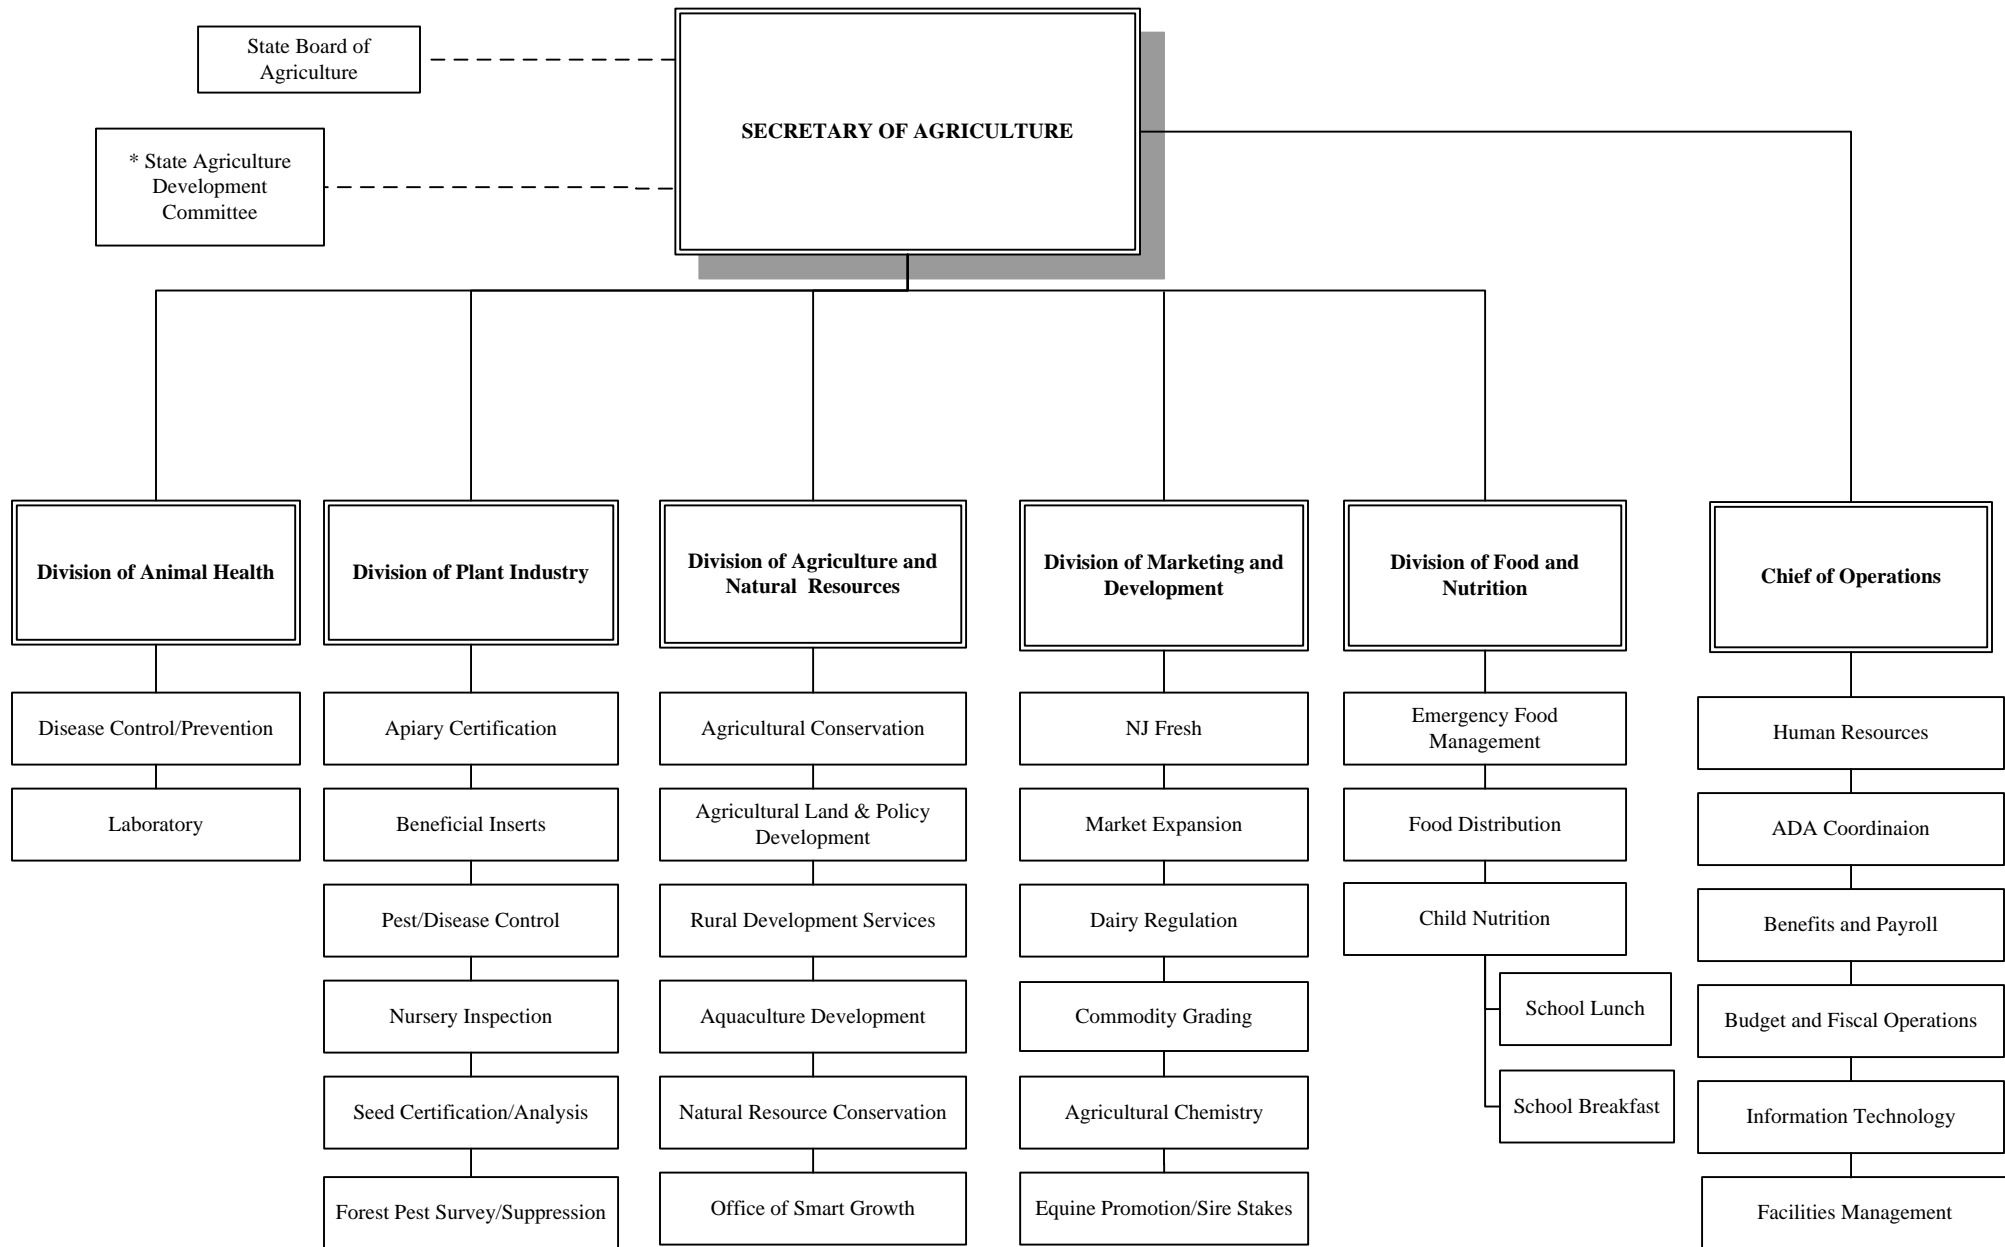 State Board of
Agriculture
SECRETARY OF AGRICULTURE
* State Agriculture
Development
Committee
Division of Animal Health
Disease Control/Prevention
Laboratory
Division of Plant Industry
Apiary Certification
Beneficial Inserts
Pest/Disease Control
Nursery Inspection
Seed Certification/Analysis
Forest Pest Survey/Suppression
Division of Agriculture and
Natural Resources
Agricultural Conservation
Agricultural Land & Policy
Development
Rural Development Services
Aquaculture Development
Natural Resource Conservation
Office of Smart Growth
Division of Marketing and
Development
NJ Fresh
Market Expansion
Dairy Regulation
Commodity Grading
Agricultural Chemistry
Equine Promotion/Sire Stakes
Division of Food and
Nutrition
Emergency Food
Management
Food Distribution
Child Nutrition
School Lunch
School Breakfast
Chief of Operations
Human Resources
ADA Coordinaion
Benefits and Payroll
Budget and Fiscal Operations
Information Technology
Facilities Management